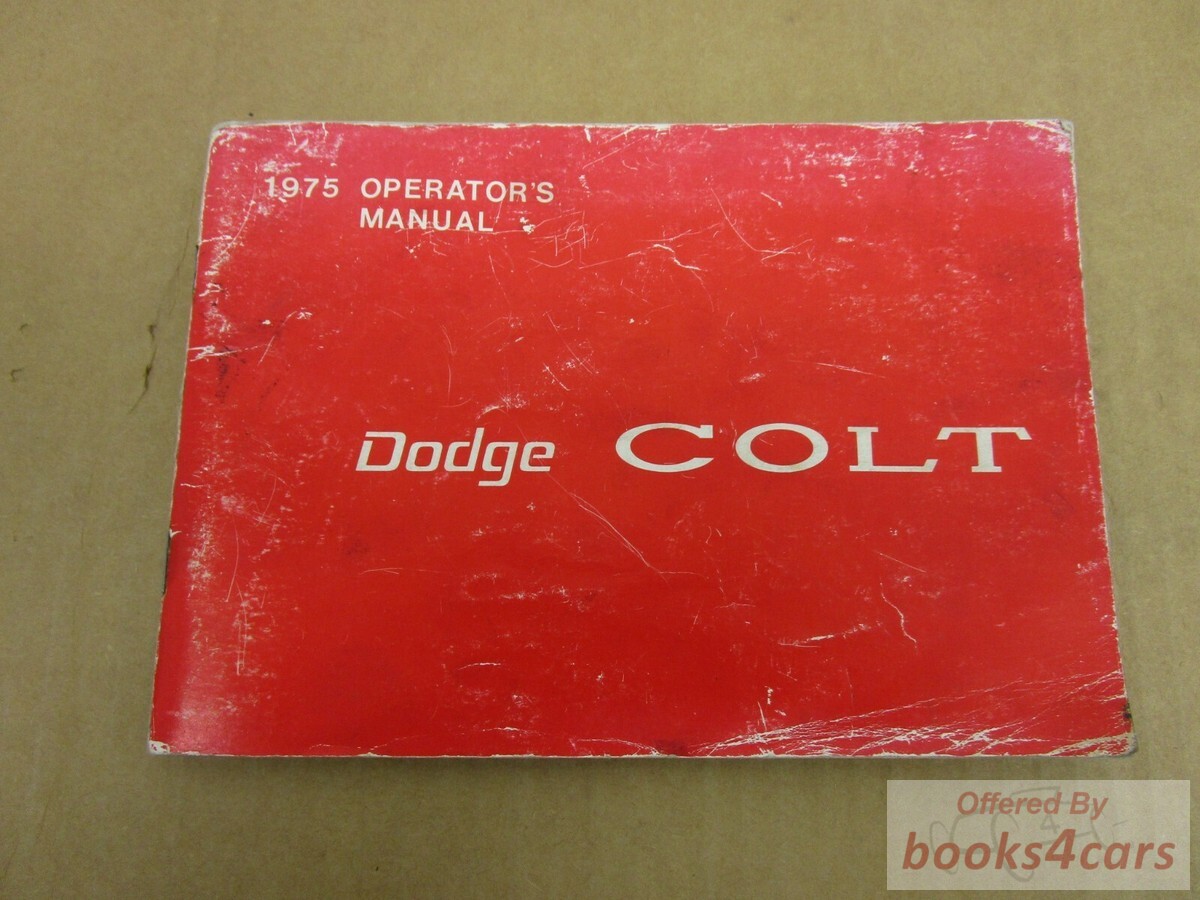 1975 OPERATOR'S
MANUAL
Dodge COLT
Offered By
books4cars